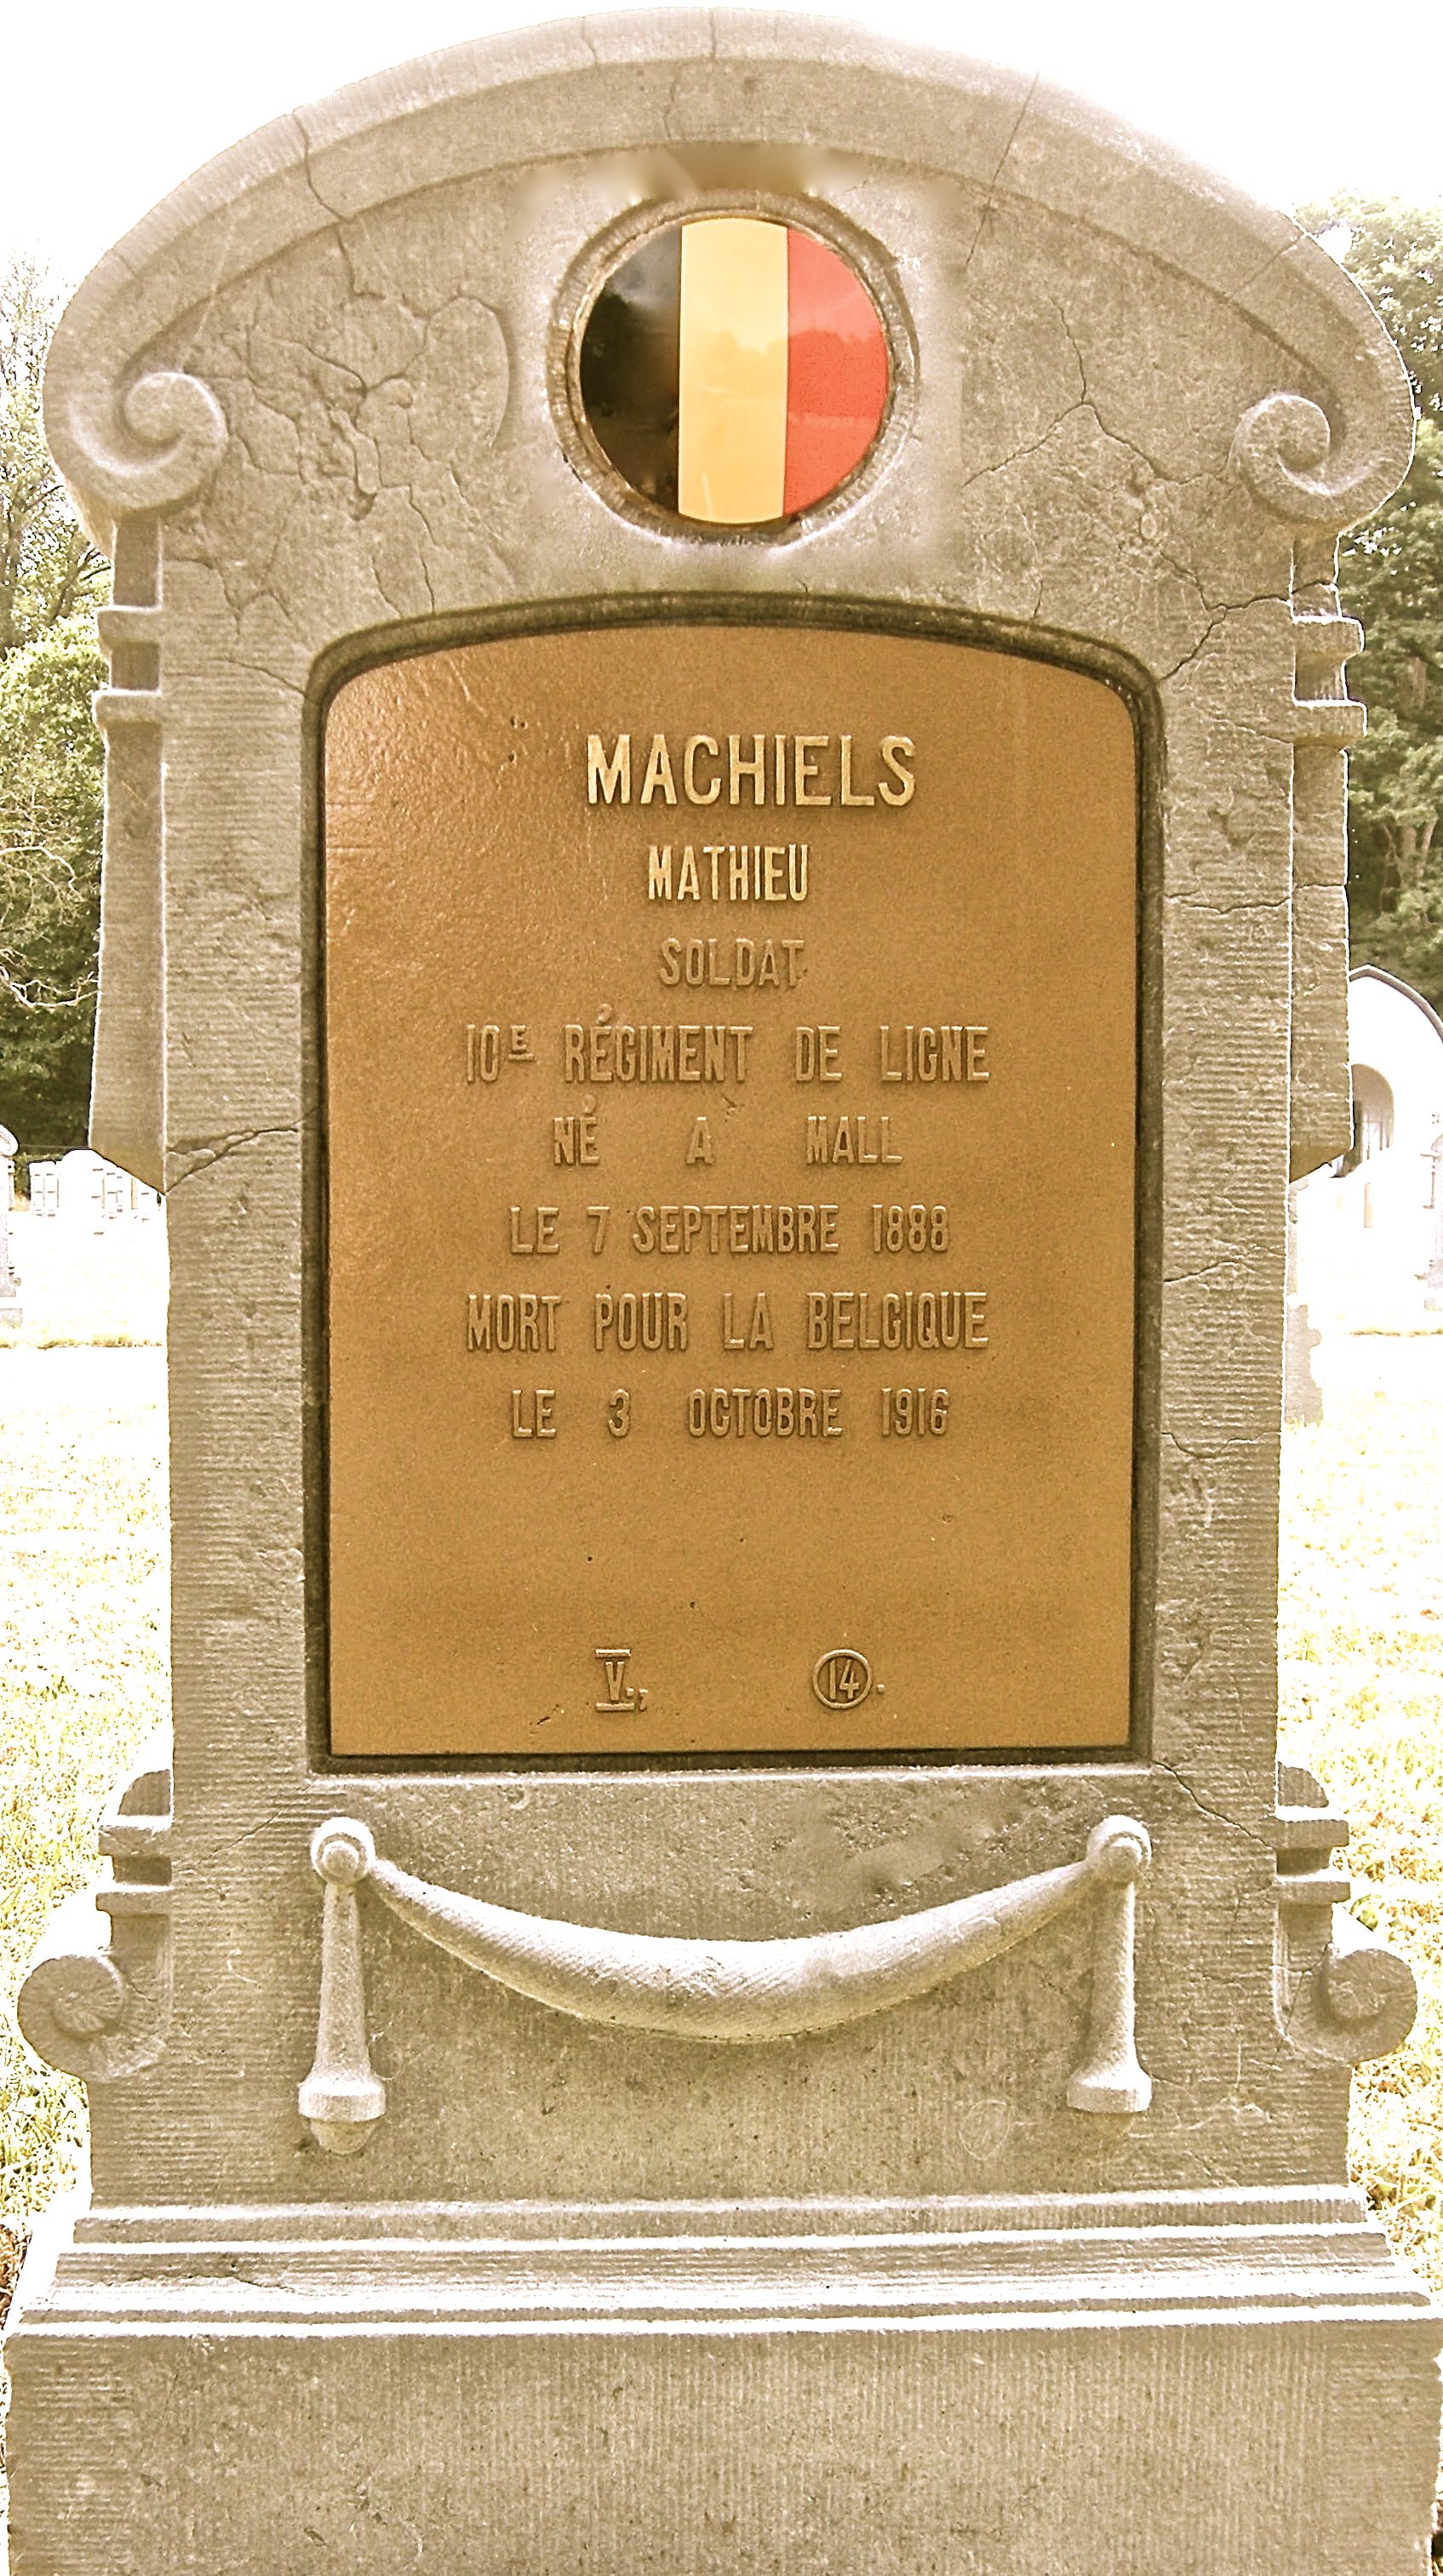 MACHIELS
MATHIEU
SOLDAT
10E RÉGIMENT DE LIGNE
NÉ A MALL
LE 7 SEPTEMBRE 1888
MORT POUR LA BELGIQUE
LE 3 OCTOBRE 1916
V., 14.